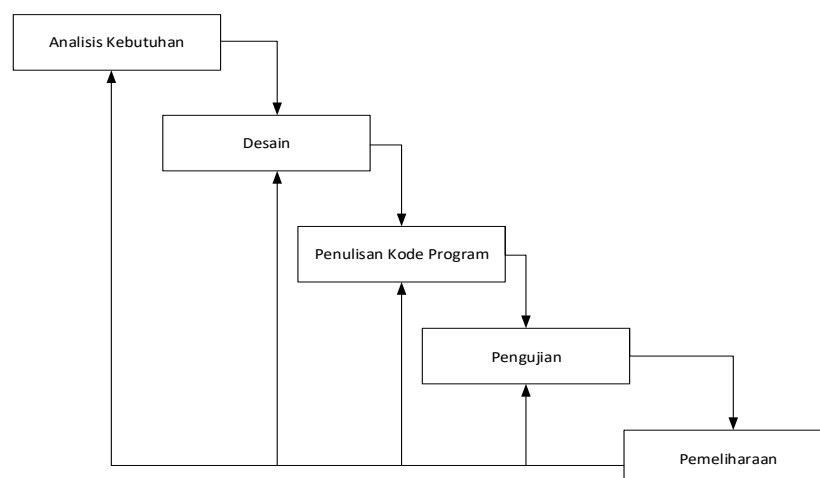 Analisis Kebutuhan
Desain
Penulisan Kode Program
Pengujian
Pemeliharaan